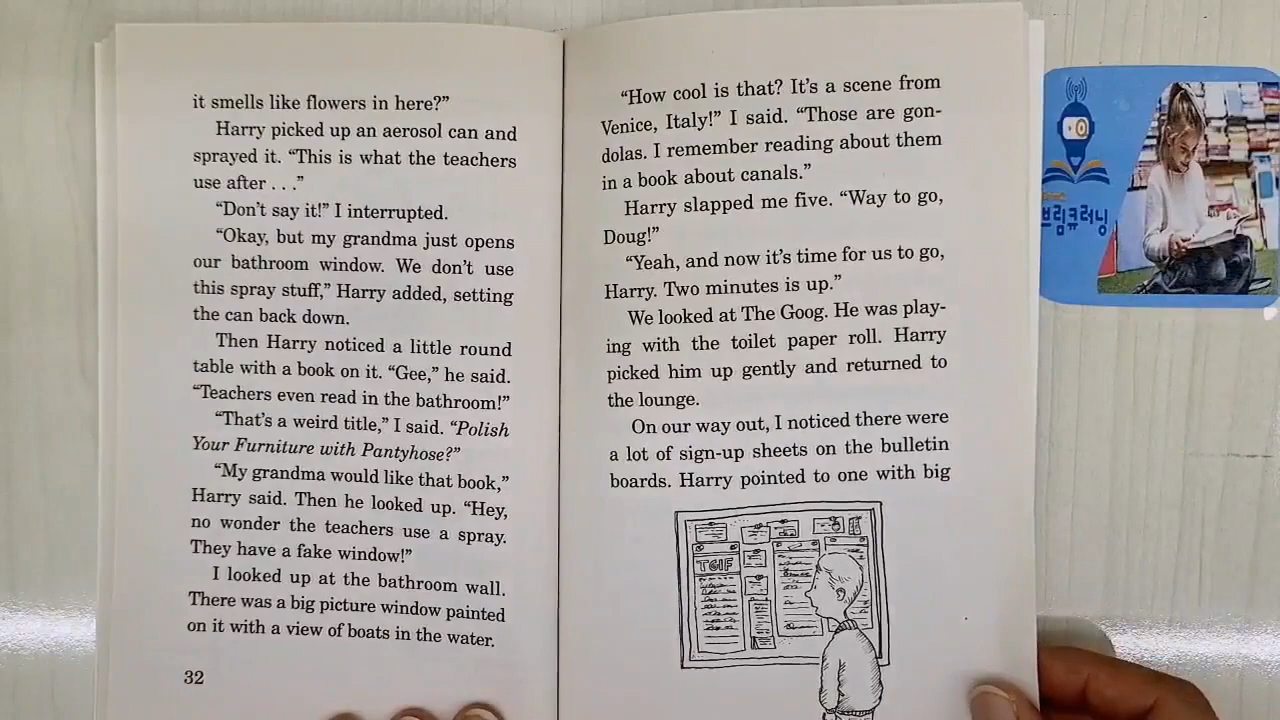 it smells like flowers in here?”
Harry picked up an aerosol can and
sprayed it. “This is what the teachers
use after . . .”
“Don’t say it!” I interrupted.
“Okay, but my grandma just opens
our bathroom window. We don’t use
this spray stuff,” Harry added, setting
the can back down.
Then Harry noticed a little round
table with a book on it. “Gee,” he said.
“Teachers even read in the bathroom!”
“That’s a weird title,” I said. “Polish
Your Furniture with Pantyhose?”
“My grandma would like that book,”
Harry said. Then he looked up. “Hey,
no wonder the teachers use a spray.
They have a fake window!”
I looked up at the bathroom wall.
There was a big picture window painted
on it with a view of boats in the water.
32
“How cool is that? It’s a scene from
Venice, Italy!” I said. “Those are gon-
dolas. I remember reading about them
in a book about canals.”
Harry slapped me five. “Way to go,
Doug!”
“Yeah, and now it’s time for us to go,
Harry. Two minutes is up.”
We looked at The Goog. He was play-
ing with the toilet paper roll. Harry
picked him up gently and returned to
the lounge.
On our way out, I noticed there were
a lot of sign-up sheets on the bulletin
boards. Harry pointed to one with big
TGIF
브림큐러닝